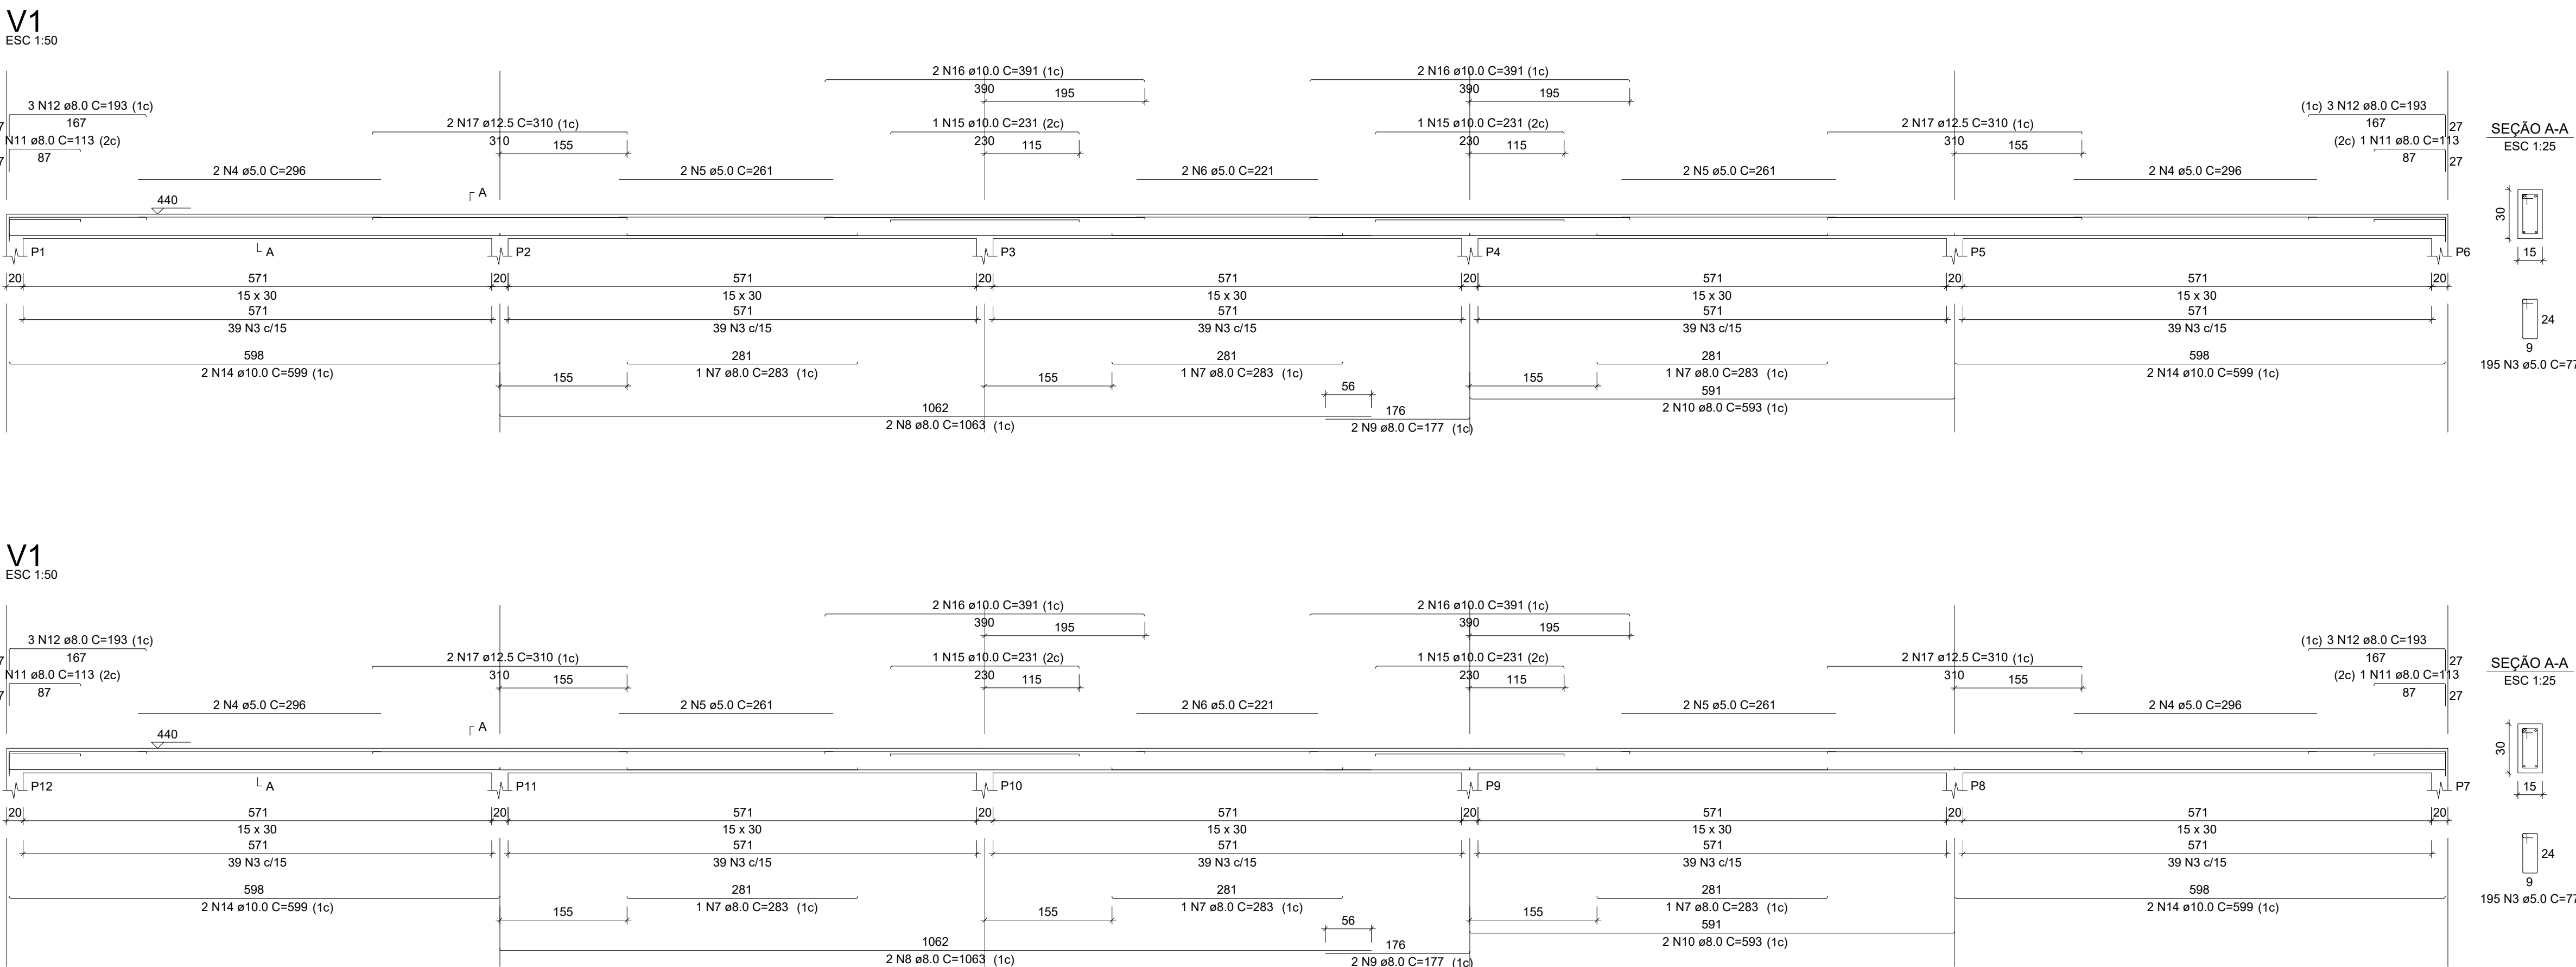 V1
ESC 1:50
2 N16 ø10.0 C=391 (1c)
2 N16 ø10.0 C=391 (1c)
390
195
390
195
3 N12 ø8.0 C=193 (1c)
(1c) 3 N12 ø8.0 C=193
167
167
2 N17 ø12.5 C=310 (1c)
1 N15 ø10.0 C=231 (2c)
1 N15 ø10.0 C=231 (2c)
2 N17 ø12.5 C=310 (1c)
27
SEÇÃO A-A
N11 ø8.0 C=113 (2c)
310
155
230
115
230
115
310
155
(2c) 1 N11 ø8.0 C=113
ESC 1:25
87
87
27
2 N4 ø5.0 C=296
2 N5 ø5.0 C=261
2 N6 ø5.0 C=221
2 N5 ø5.0 C=261
2 N4 ø5.0 C=296
440
A
30
P1
A
P2
P3
P4
P5
P6
15
20
571
20
571
20
571
20
571
20
571
20
15 x 30
15 x 30
15 x 30
15 x 30
15 x 30
571
571
571
571
571
24
39 N3 c/15
39 N3 c/15
39 N3 c/15
39 N3 c/15
39 N3 c/15
9
598
281
281
281
598
195 N3 ø5.0 C=77
2 N14 ø10.0 C=599 (1c)
155
1 N7 ø8.0 C=283 (1c)
155
1 N7 ø8.0 C=283 (1c)
155
1 N7 ø8.0 C=283 (1c)
2 N14 ø10.0 C=599 (1c)
56
591
1062
176
2 N10 ø8.0 C=593 (1c)
2 N8 ø8.0 C=1063 (1c)
2 N9 ø8.0 C=177 (1c)
V1
ESC 1:50
2 N16 ø10.0 C=391 (1c)
2 N16 ø10.0 C=391 (1c)
390
195
390
195
3 N12 ø8.0 C=193 (1c)
(1c) 3 N12 ø8.0 C=193
167
167
2 N17 ø12.5 C=310 (1c)
1 N15 ø10.0 C=231 (2c)
1 N15 ø10.0 C=231 (2c)
2 N17 ø12.5 C=310 (1c)
27
SEÇÃO A-A
N11 ø8.0 C=113 (2c)
310
155
230
115
230
115
310
155
(2c) 1 N11 ø8.0 C=113
ESC 1:25
87
87
27
2 N4 ø5.0 C=296
2 N5 ø5.0 C=261
2 N6 ø5.0 C=221
2 N5 ø5.0 C=261
2 N4 ø5.0 C=296
440
A
30
P12
A
P11
P10
P9
P8
P7
15
20
571
20
571
20
571
20
571
20
571
20
15 x 30
15 x 30
15 x 30
15 x 30
15 x 30
571
571
571
571
571
24
39 N3 c/15
39 N3 c/15
39 N3 c/15
39 N3 c/15
39 N3 c/15
9
598
281
281
281
598
195 N3 ø5.0 C=77
2 N14 ø10.0 C=599 (1c)
155
1 N7 ø8.0 C=283 (1c)
155
1 N7 ø8.0 C=283 (1c)
155
1 N7 ø8.0 C=283 (1c)
2 N14 ø10.0 C=599 (1c)
56
591
1062
176
2 N10 ø8.0 C=593 (1c)
2 N8 ø8.0 C=1063 (1c)
2 N9 ø8.0 C=177 (1c)